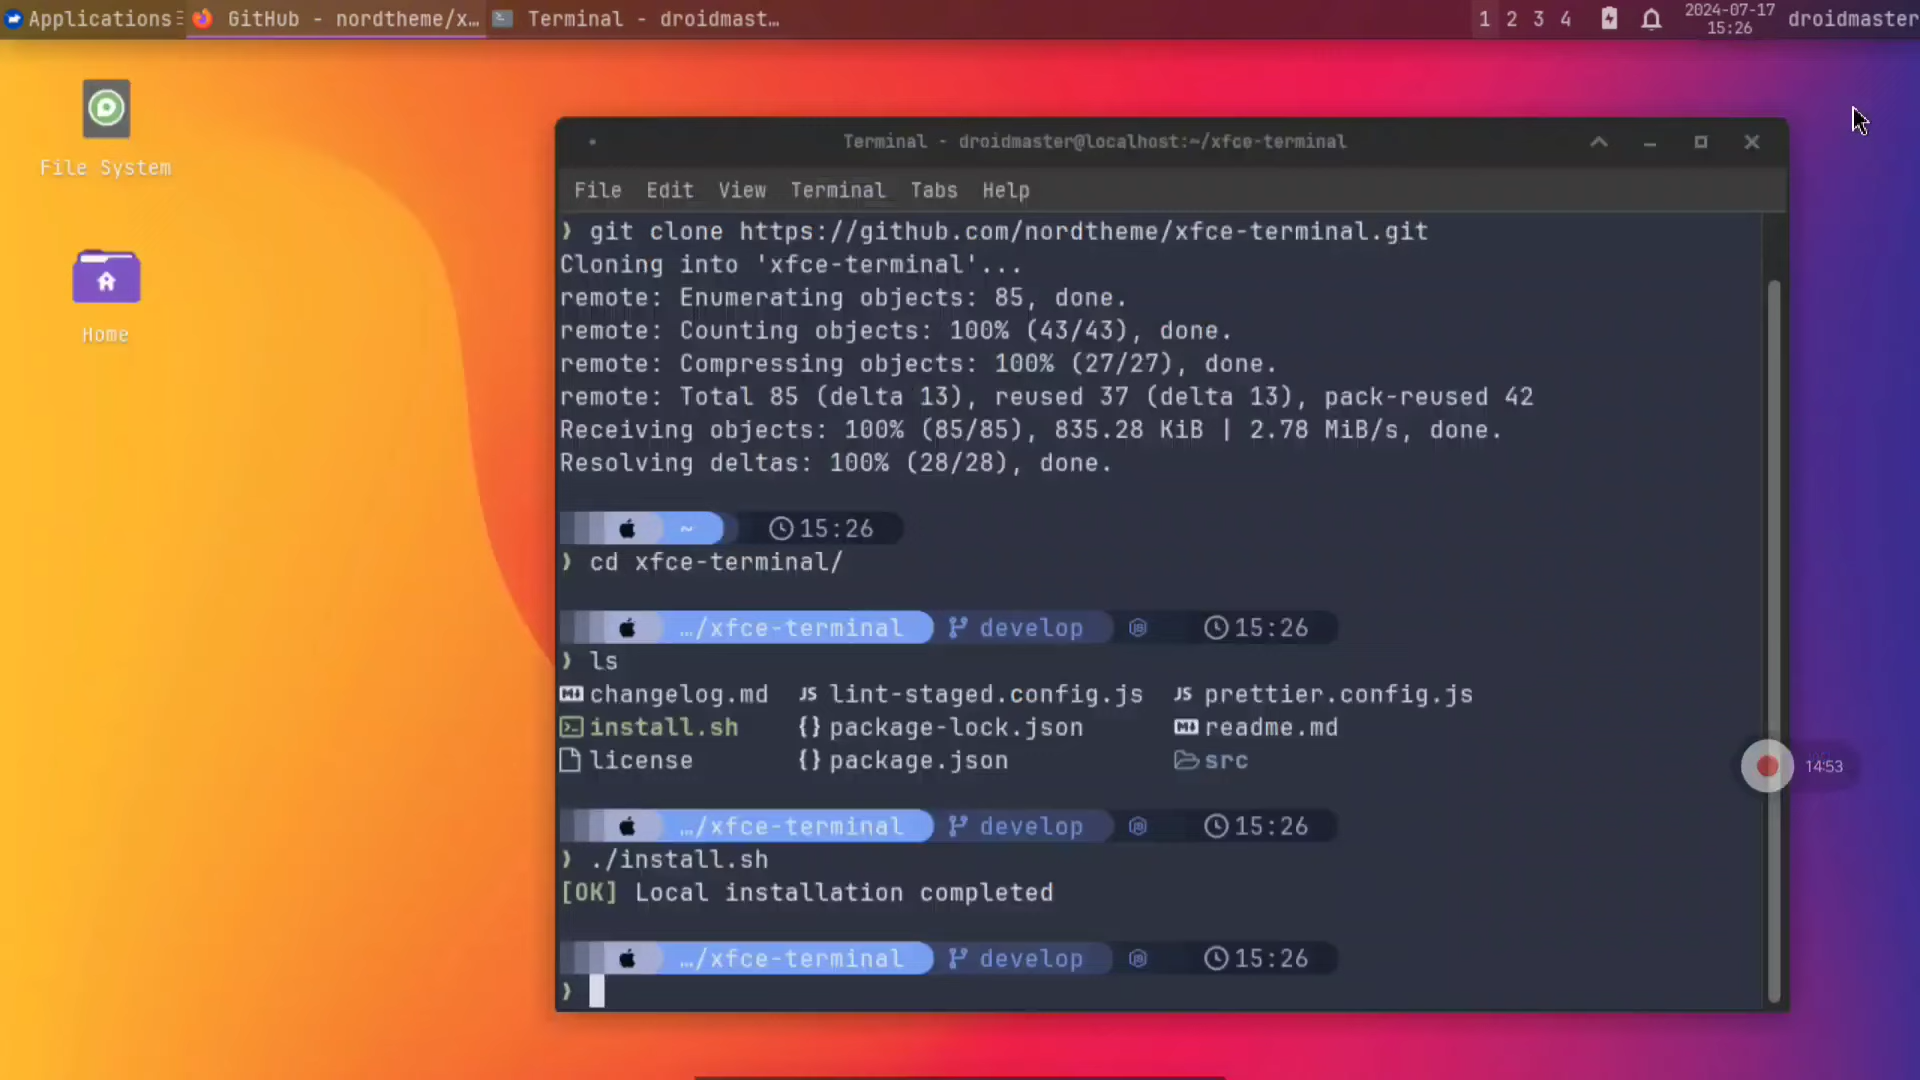 Applications
GitHub - nordtheme/x…
Terminal - droidmast…
1 2 3 4
2024-07-17
15:26
droidmaster
File System
Home
Terminal - droidmaster@localhost:~/xfce-terminal
File Edit View Terminal Tabs Help
❯ git clone https://github.com/nordtheme/xfce-terminal.git
Cloning into 'xfce-terminal'...
remote: Enumerating objects: 85, done.
remote: Counting objects: 100% (43/43), done.
remote: Compressing objects: 100% (27/27), done.
remote: Total 85 (delta 13), reused 37 (delta 13), pack-reused 42
Receiving objects: 100% (85/85), 835.28 KiB | 2.78 MiB/s, done.
Resolving deltas: 100% (28/28), done.
~ 15:26
❯ cd xfce-terminal/
…/xfce-terminal develop 15:26
❯ ls
changelog.md JS lint-staged.config.js JS prettier.config.js
install.sh {} package-lock.json readme.md
license {} package.json src
…/xfce-terminal develop 15:26
❯ ./install.sh
[OK] Local installation completed
…/xfce-terminal develop 15:26
❯
14:53